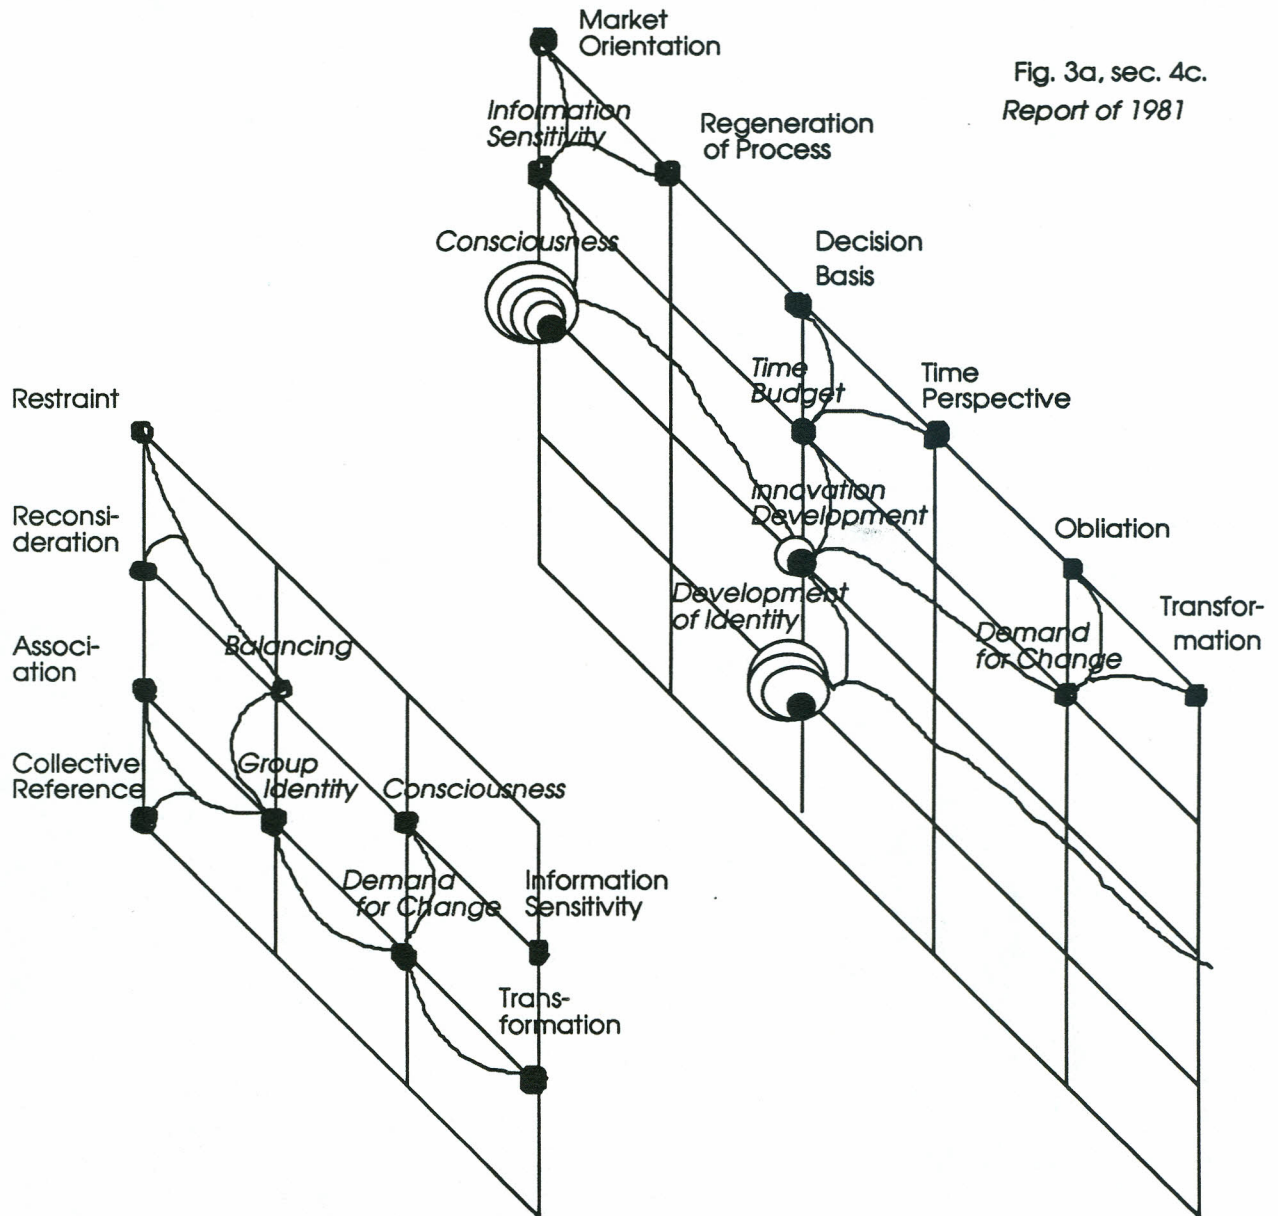 Market
Orientation
Fig. 3a, sec. 4c.
Report of 1981
Information
Sensitivity
Regeneration
of Process
Consciousness
Decision
Basis
Time
Budget
Time
Perspective
Restraint
Innovation
Development
Reconsi-
deration
Obliation
Development
of Identity
Transfor-
mation
Demand
for Change
Associ-
ation
Balancing
Collective
Reference
Group
Identity
Consciousness
Demand
for Change
Information
Sensitivity
Trans-
formation